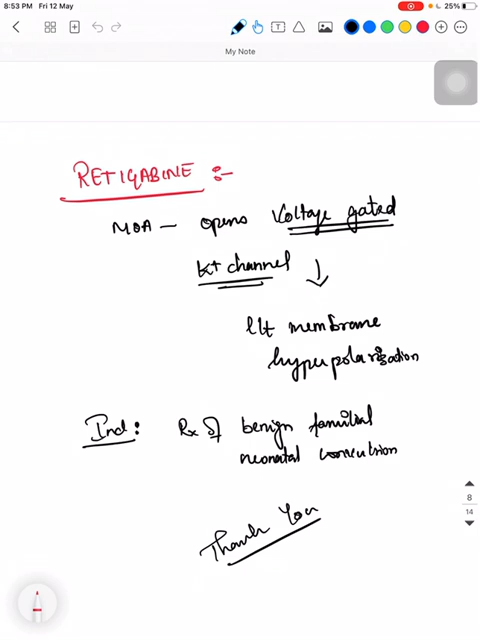 8:53 PM Fri 12 May
25%
My Note
RETIGABINE :-
MOA — opens Voltage gated
K+ channel ↓
l/t membrane
hyperpolarization
Ind: Rx of benign familial
neonatal convulsion
Thank You
8
14